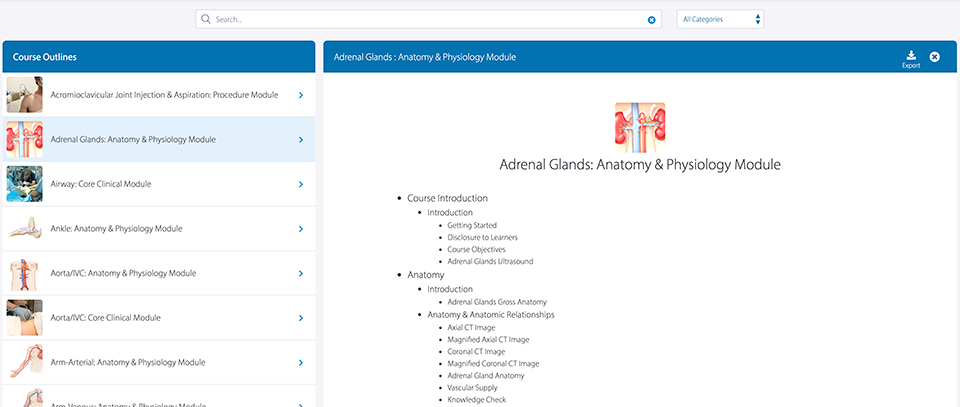 Search...
All Categories
Course Outlines
Acromioclavicular Joint Injection & Aspiration: Procedure Module
Adrenal Glands: Anatomy & Physiology Module
Airway: Core Clinical Module
Ankle: Anatomy & Physiology Module
Aorta/IVC: Anatomy & Physiology Module
Aorta/IVC: Core Clinical Module
Arm-Arterial: Anatomy & Physiology Module
Arm-Venous: Anatomy & Physiology Module
Adrenal Glands : Anatomy & Physiology Module
Export
Adrenal Glands: Anatomy & Physiology Module
Course Introduction
Introduction
Getting Started
Disclosure to Learners
Course Objectives
Adrenal Glands Ultrasound
Anatomy
Introduction
Adrenal Glands Gross Anatomy
Anatomy & Anatomic Relationships
Axial CT Image
Magnified Axial CT Image
Coronal CT Image
Magnified Coronal CT Image
Adrenal Gland Anatomy
Vascular Supply
Knowledge Check